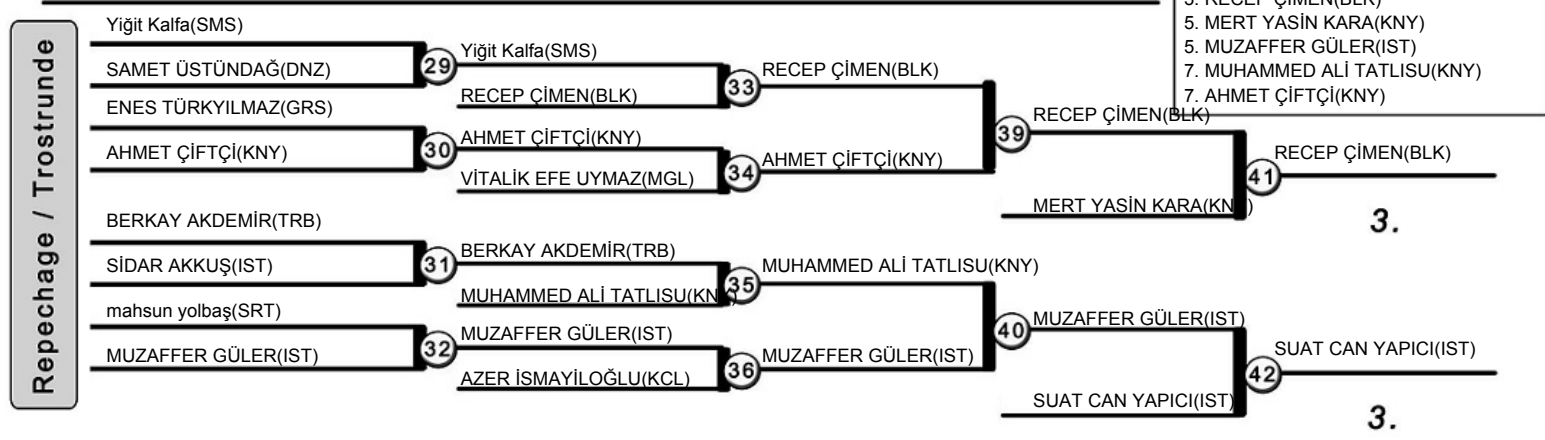 3. RECEP ÇİMEN(BLK)
5. MERT YASİN KARA(KNY)
5. MUZAFFER GÜLER(IST)
7. MUHAMMED ALİ TATLISU(KNY)
7. AHMET ÇİFTÇİ(KNY)
Repechage / Trostrunde
Yiğit Kalfa(SMS)
SAMET ÜSTÜNDAĞ(DNZ)
29
ENES TÜRKYILMAZ(GRS)
AHMET ÇİFTÇİ(KNY)
30
BERKAY AKDEMİR(TRB)
SİDAR AKKUŞ(IST)
31
mahsun yolbaş(SRT)
MUZAFFER GÜLER(IST)
32
Yiğit Kalfa(SMS)
RECEP ÇİMEN(BLK)
33
AHMET ÇİFTÇİ(KNY)
VİTALİK EFE UYMAZ(MGL)
34
BERKAY AKDEMİR(TRB)
MUHAMMED ALİ TATLISU(KNY)
35
MUZAFFER GÜLER(IST)
AZER İSMAYİLOĞLU(KCL)
36
RECEP ÇİMEN(BLK)
AHMET ÇİFTÇİ(KNY)
39
MUHAMMED ALİ TATLISU(KNY)
MUZAFFER GÜLER(IST)
40
RECEP ÇİMEN(BLK)
MERT YASİN KARA(KNY)
41
MUZAFFER GÜLER(IST)
SUAT CAN YAPICI(IST)
42
RECEP ÇİMEN(BLK)
3.
SUAT CAN YAPICI(IST)
3.